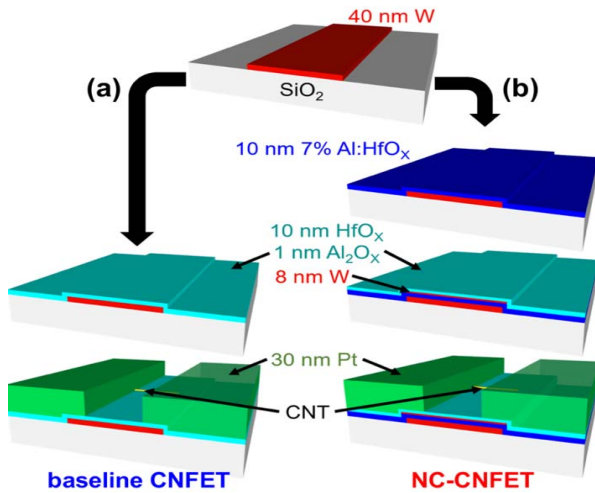 40 nm W
(a)
(b)
SiO₂
10 nm 7% Al:HfOₓ
10 nm HfOₓ
1 nm Al₂Oₓ
8 nm W
30 nm Pt
CNT
baseline CNFET
NC-CNFET